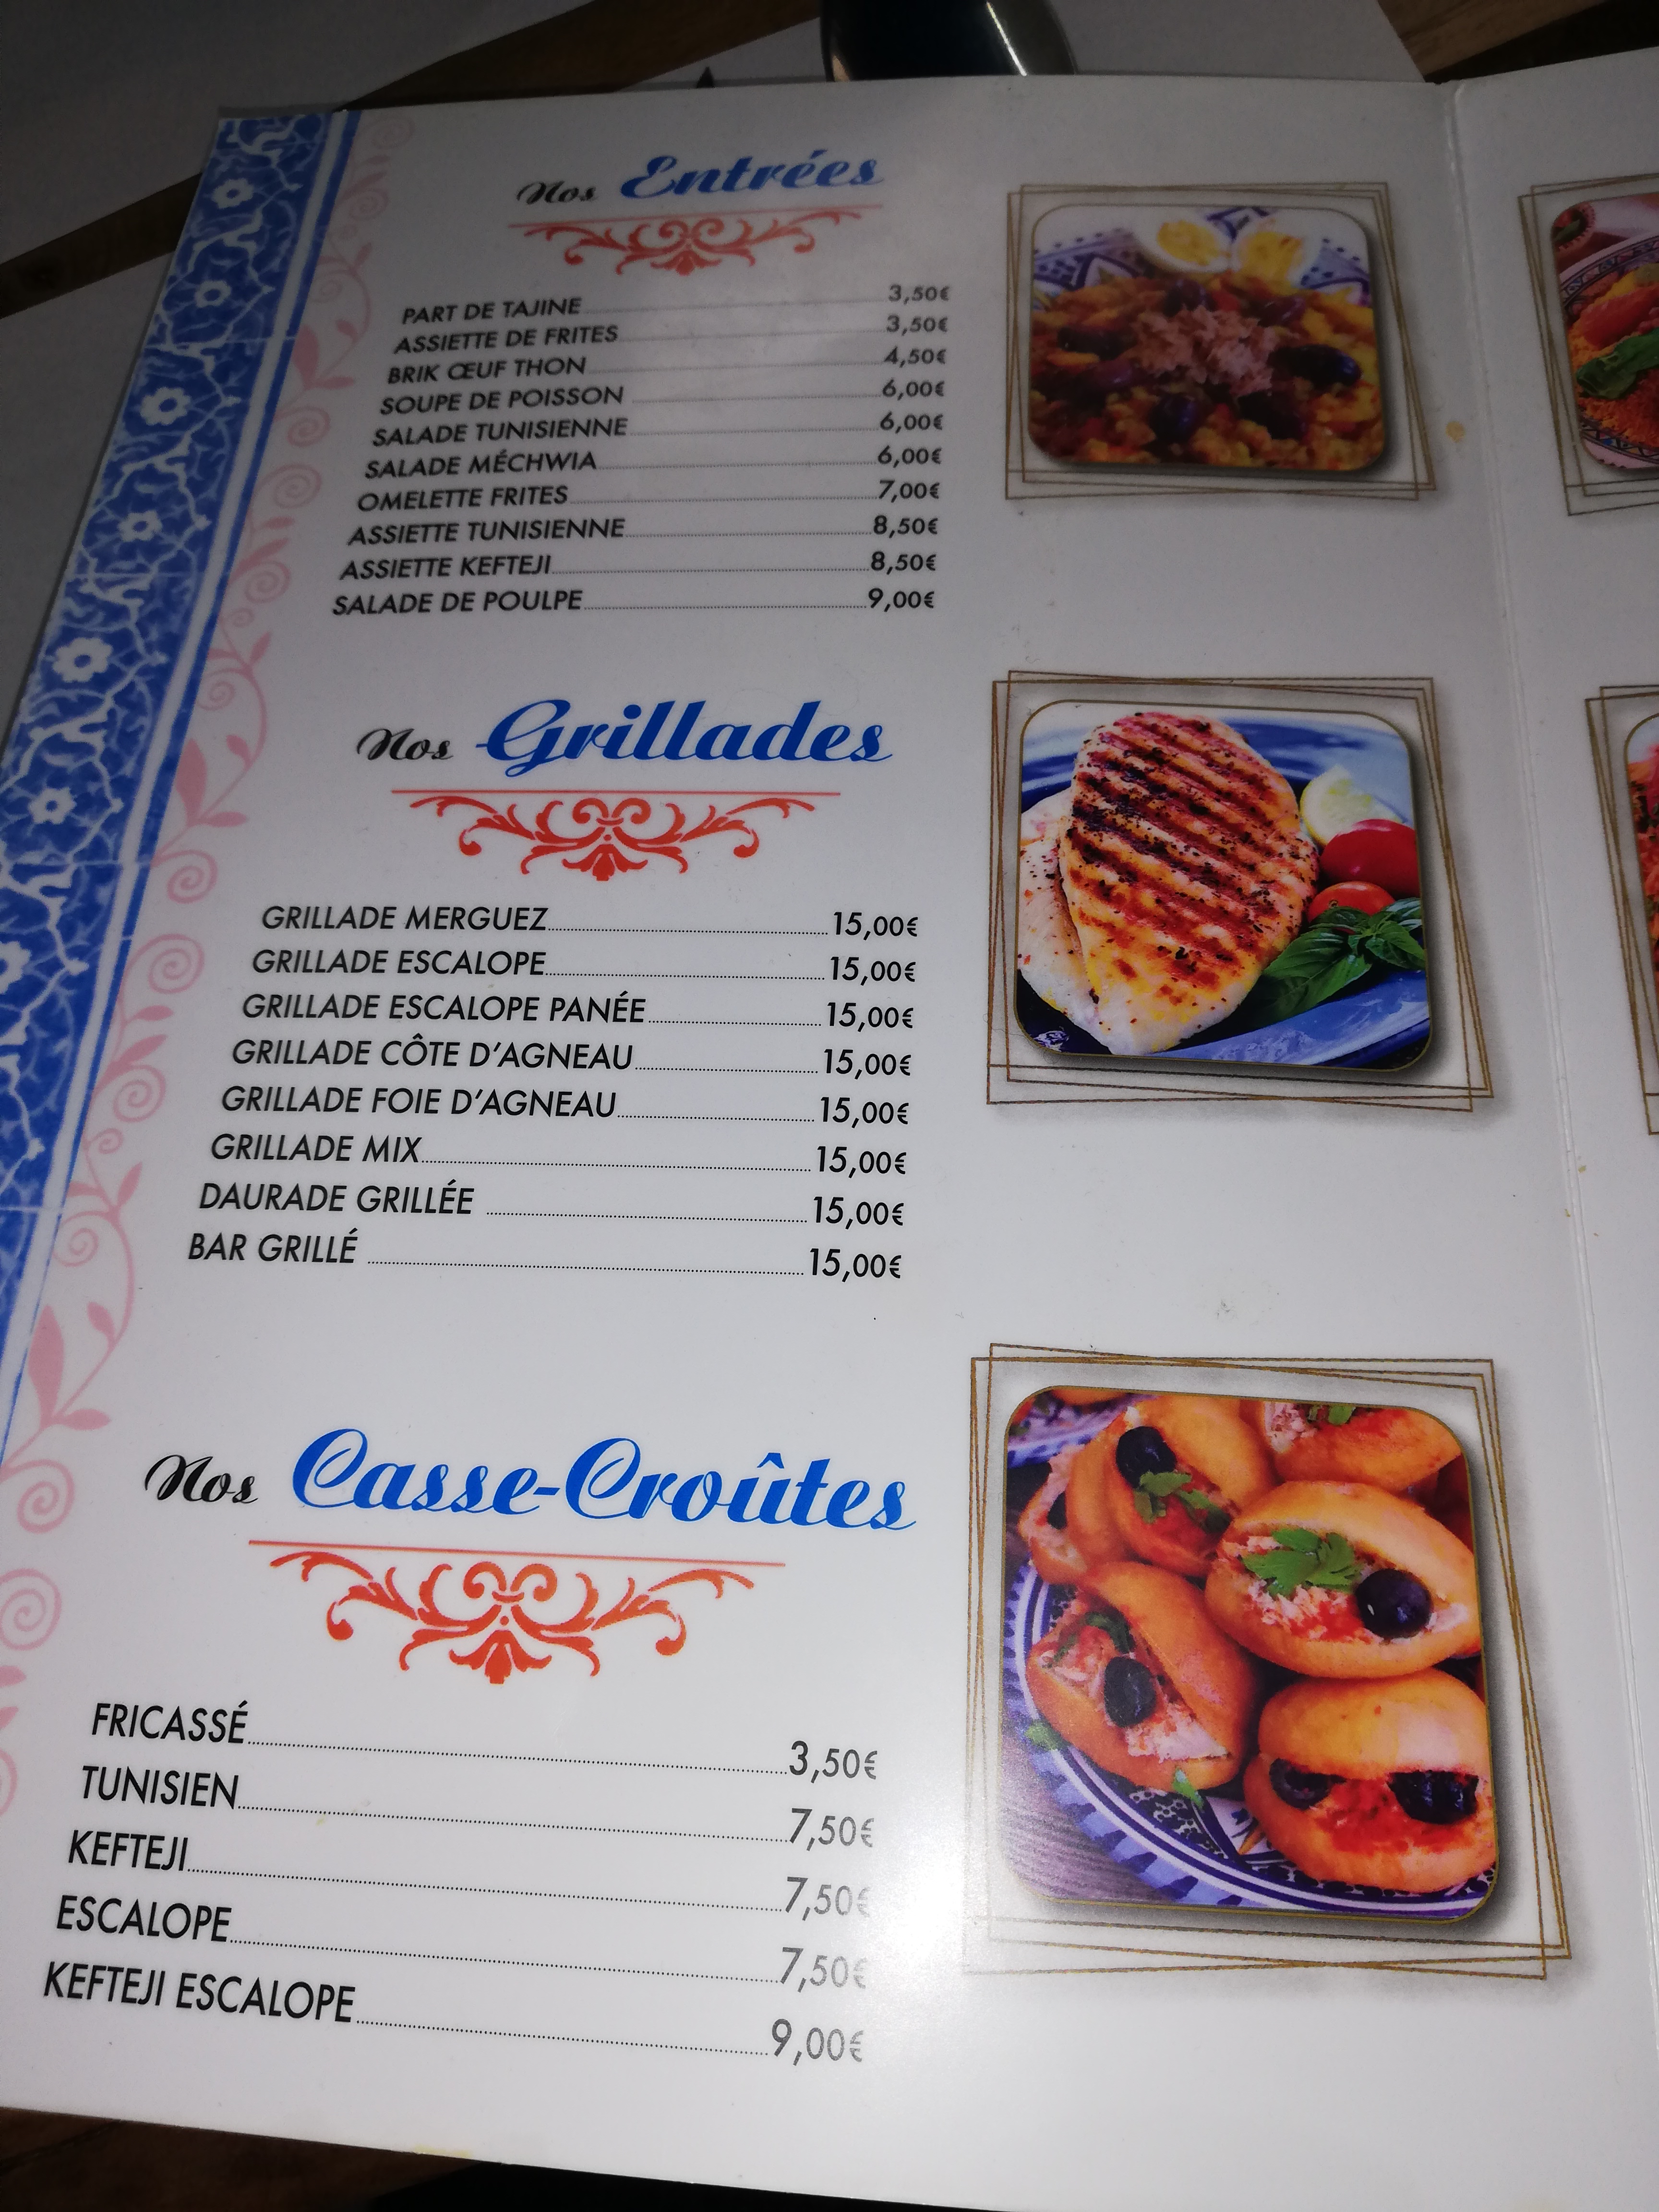 Nos Entrées
PART DE TAJINE 3,50€
ASSIETTE DE FRITES 3,50€
BRIK ŒUF THON 4,50€
SOUPE DE POISSON 6,00€
SALADE TUNISIENNE 6,00€
SALADE MÉCHWIA 6,00€
OMELETTE FRITES 7,00€
ASSIETTE TUNISIENNE 8,50€
ASSIETTE KEFTEJI 8,50€
SALADE DE POULPE 9,00€
Nos Grillades
GRILLADE MERGUEZ 15,00€
GRILLADE ESCALOPE 15,00€
GRILLADE ESCALOPE PANÉE 15,00€
GRILLADE CÔTE D'AGNEAU 15,00€
GRILLADE FOIE D'AGNEAU 15,00€
GRILLADE MIX 15,00€
DAURADE GRILLÉE 15,00€
BAR GRILLÉ 15,00€
Nos Casse-Croûtes
FRICASSÉ 3,50€
TUNISIEN 7,50€
KEFTEJI 7,50€
ESCALOPE 7,50€
KEFTEJI ESCALOPE 9,00€